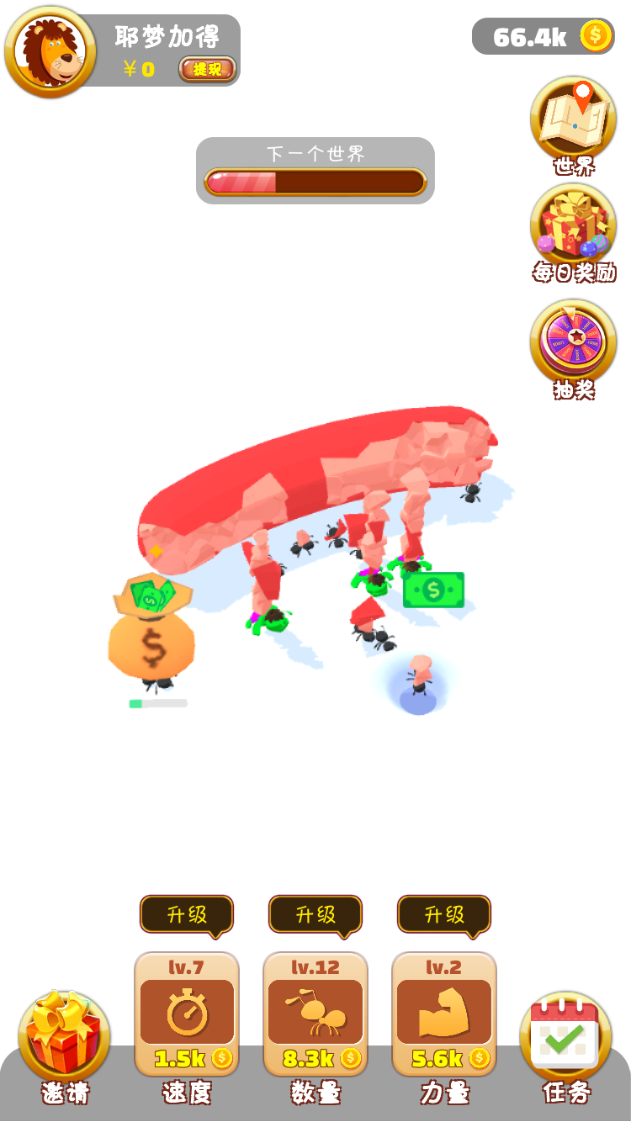 耶梦加得
￥0
提现
66.4k
下一个世界
世界
每日奖励
抽奖
升级
升级
升级
lv.7
lv.12
lv.2
1.5k
8.3k
5.6k
邀请
速度
数量
力量
任务